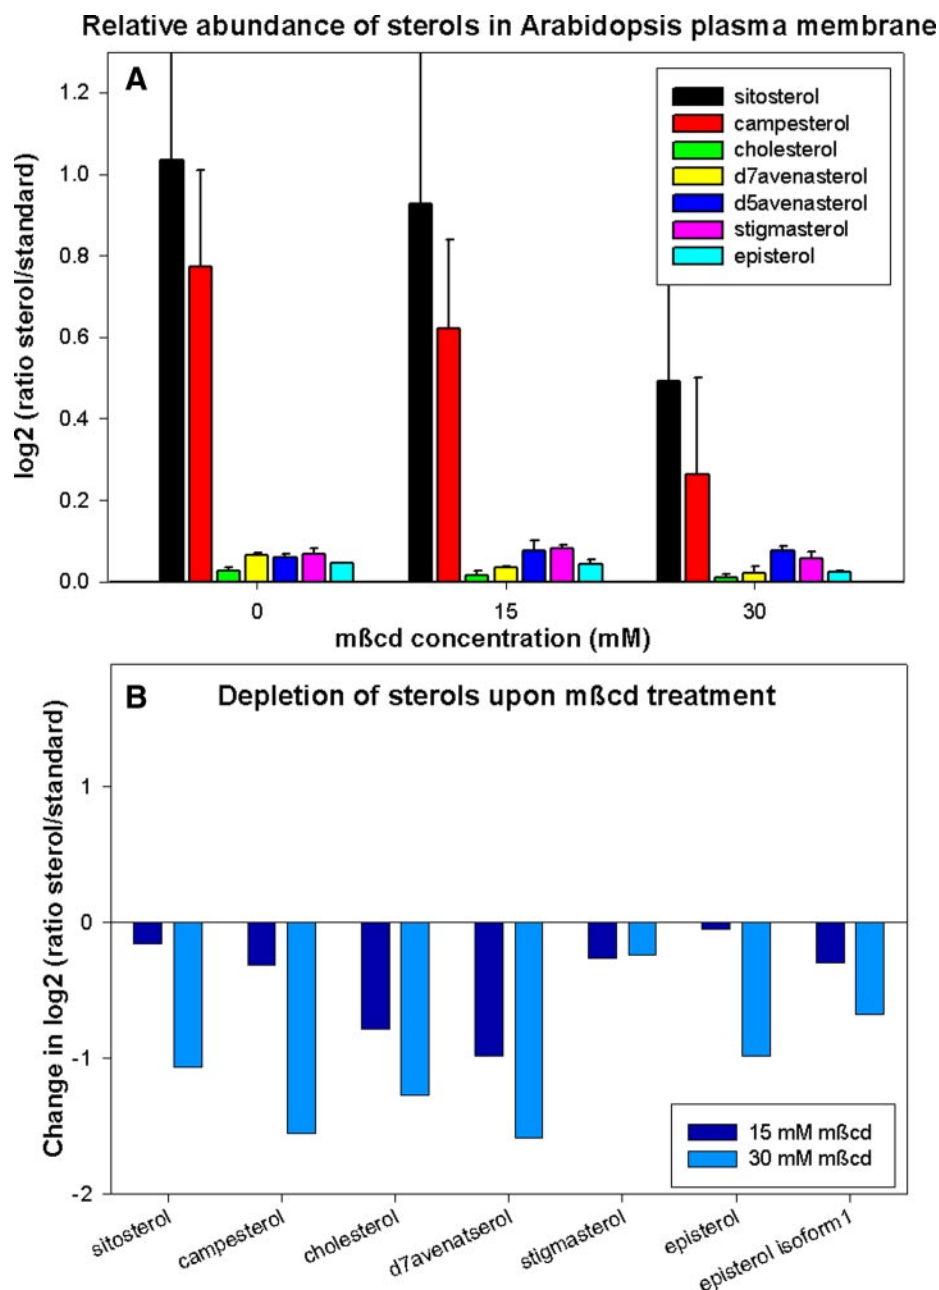 Relative abundance of sterols in Arabidopsis plasma membrane
A
sitosterol
campesterol
cholesterol
d7avenasterol
d5avenasterol
stigmasterol
episterol
log2 (ratio sterol/standard)
1.2
1.0
0.8
0.6
0.4
0.2
0.0
0 15 30
mßcd concentration (mM)
B Depletion of sterols upon mßcd treatment
Change in log2 (ratio sterol/standard)
1
0
-1
-2
15 mM mßcd
30 mM mßcd
sitosterol
campesterol
cholesterol
d7avenatserol
stigmasterol
episterol
episterol isoform1